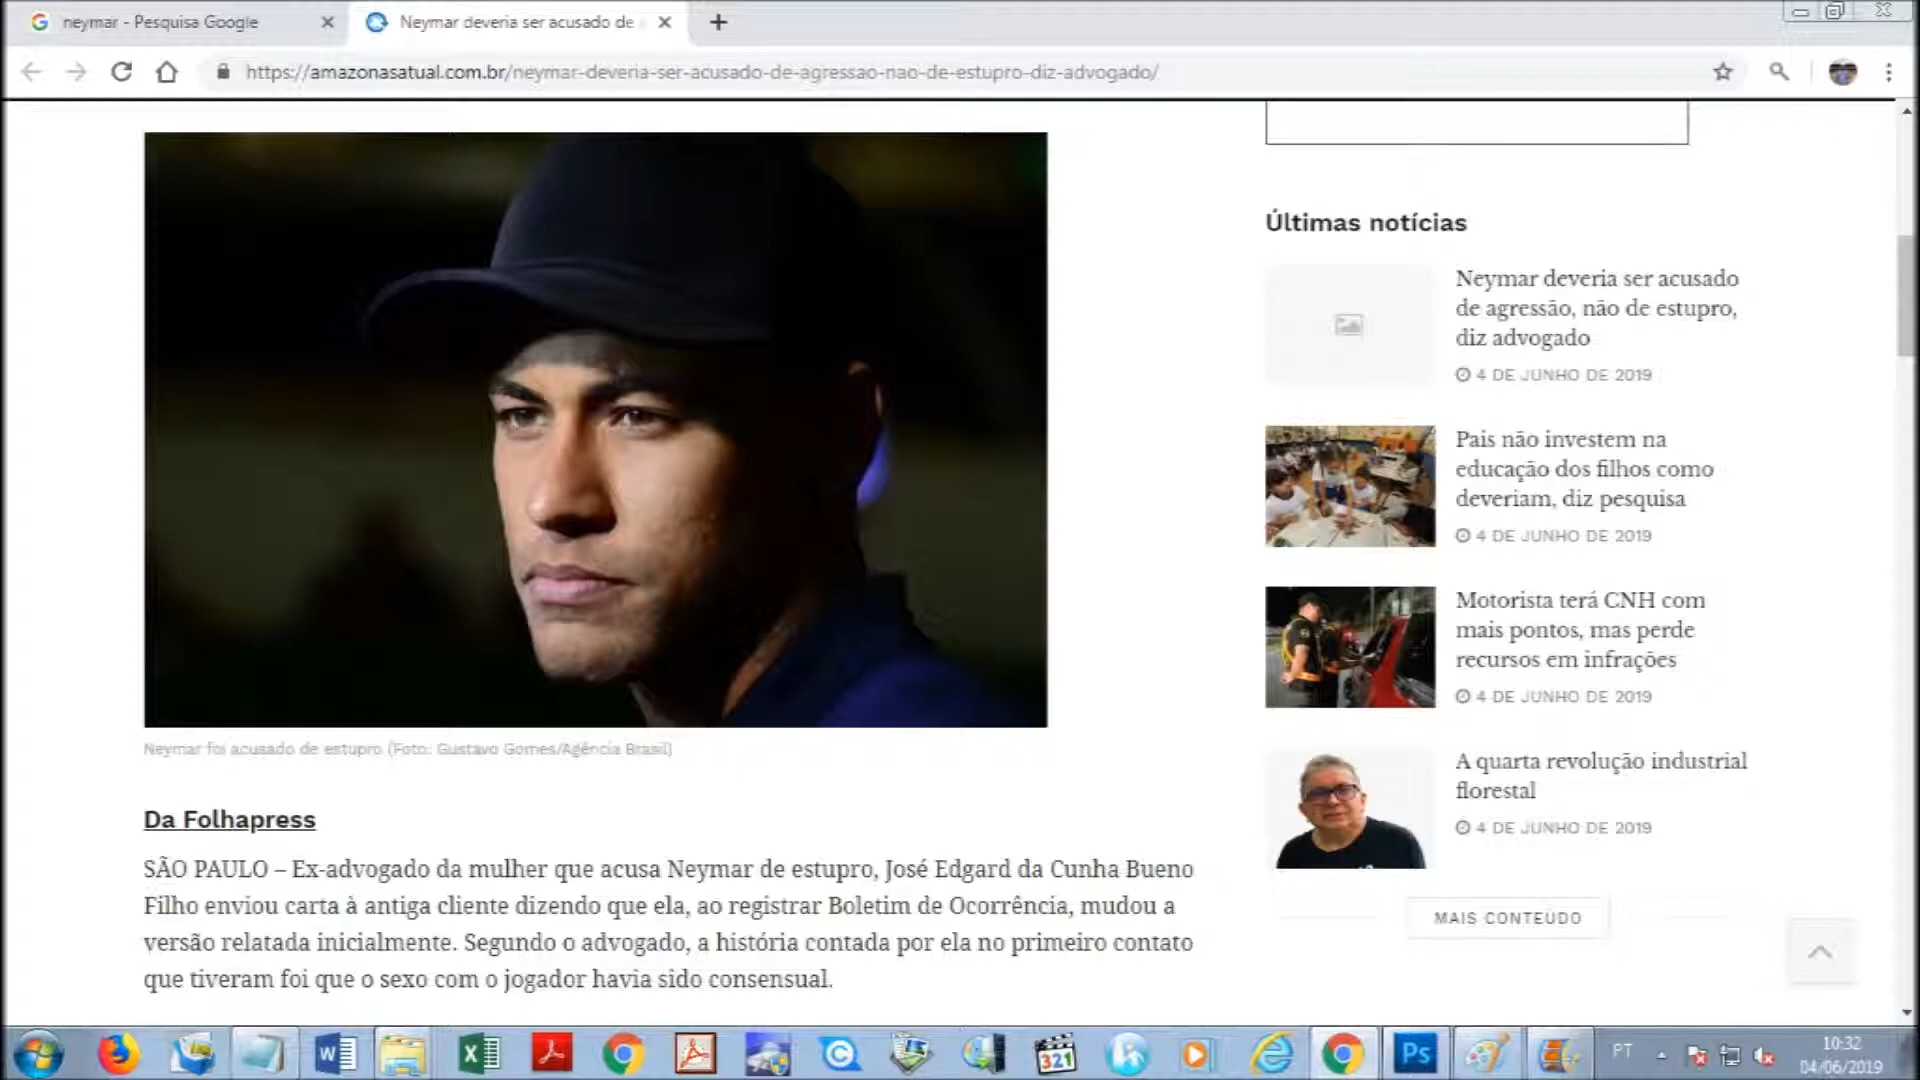 neymar - Pesquisa Google
Neymar deveria ser acusado de
https://amazonasatual.com.br/neymar-deveria-ser-acusado-de-agressao-nao-de-estupro-diz-advogado/
Neymar foi acusado de estupro (Foto: Gustavo Gomes/Agência Brasil)
Da Folhapress
SÃO PAULO – Ex-advogado da mulher que acusa Neymar de estupro, José Edgard da Cunha Bueno
Filho enviou carta à antiga cliente dizendo que ela, ao registrar Boletim de Ocorrência, mudou a
versão relatada inicialmente. Segundo o advogado, a história contada por ela no primeiro contato
que tiveram foi que o sexo com o jogador havia sido consensual.
Últimas notícias
Neymar deveria ser acusado
de agressão, não de estupro,
diz advogado
4 DE JUNHO DE 2019
Pais não investem na
educação dos filhos como
deveriam, diz pesquisa
4 DE JUNHO DE 2019
Motorista terá CNH com
mais pontos, mas perde
recursos em infrações
4 DE JUNHO DE 2019
A quarta revolução industrial
florestal
4 DE JUNHO DE 2019
MAIS CONTEÚDO
321
Ps
PT
10:32
04/06/2019